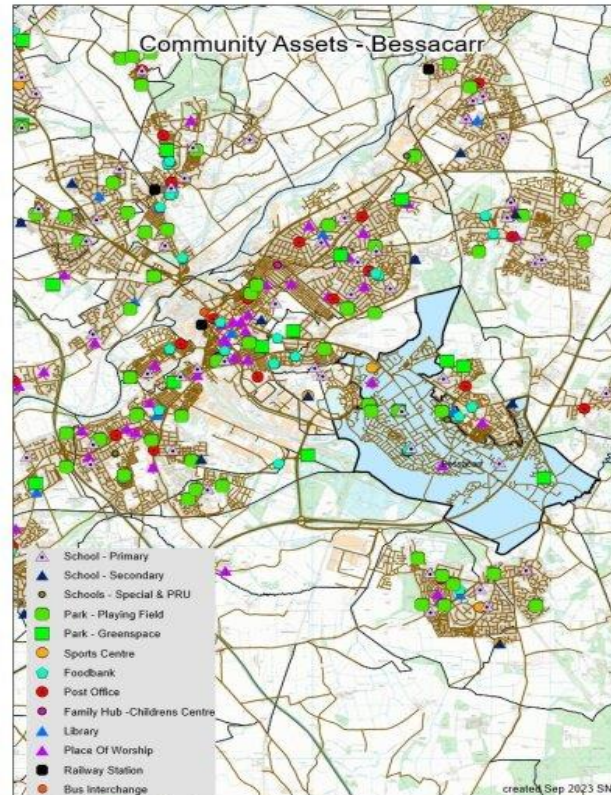 Community Assets - Bessacarr
Bessacarr
School - Primary
School - Secondary
Schools - Special & PRU
Park - Playing Field
Park - Greenspace
Sports Centre
Foodbank
Post Office
Family Hub -Childrens Centre
Library
Place Of Worship
Railway Station
Bus Interchange
created Sep 2023